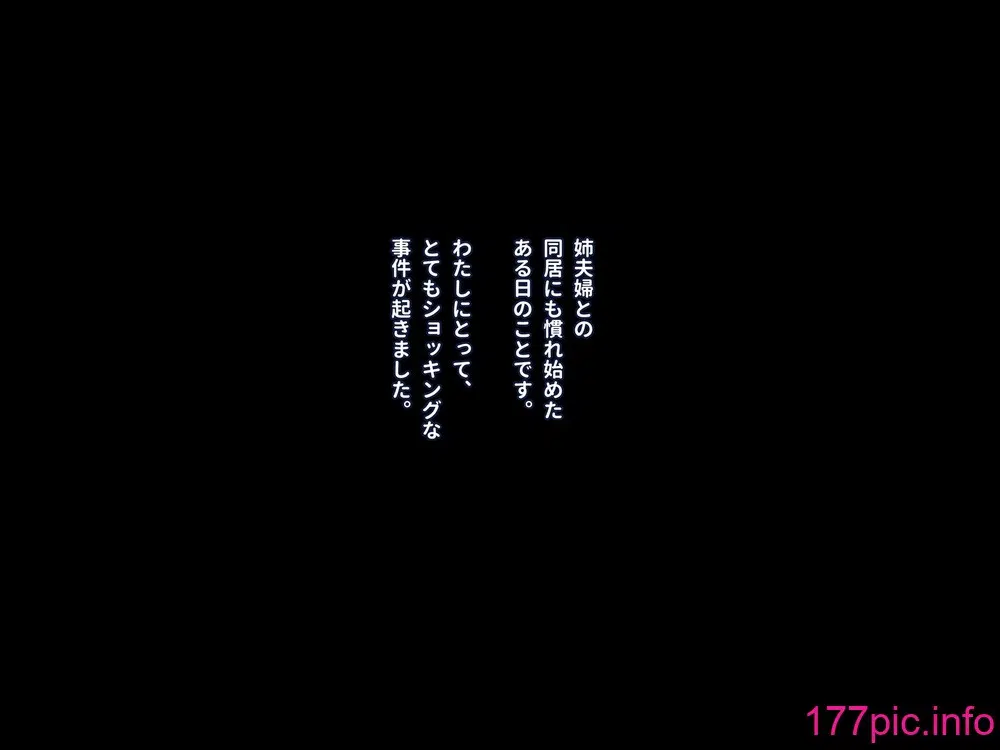 姉夫婦との
同居にも慣れ始めた
ある日のことです。
わたしにとって、
とてもショッキングな
事件が起きました。
177pic.info